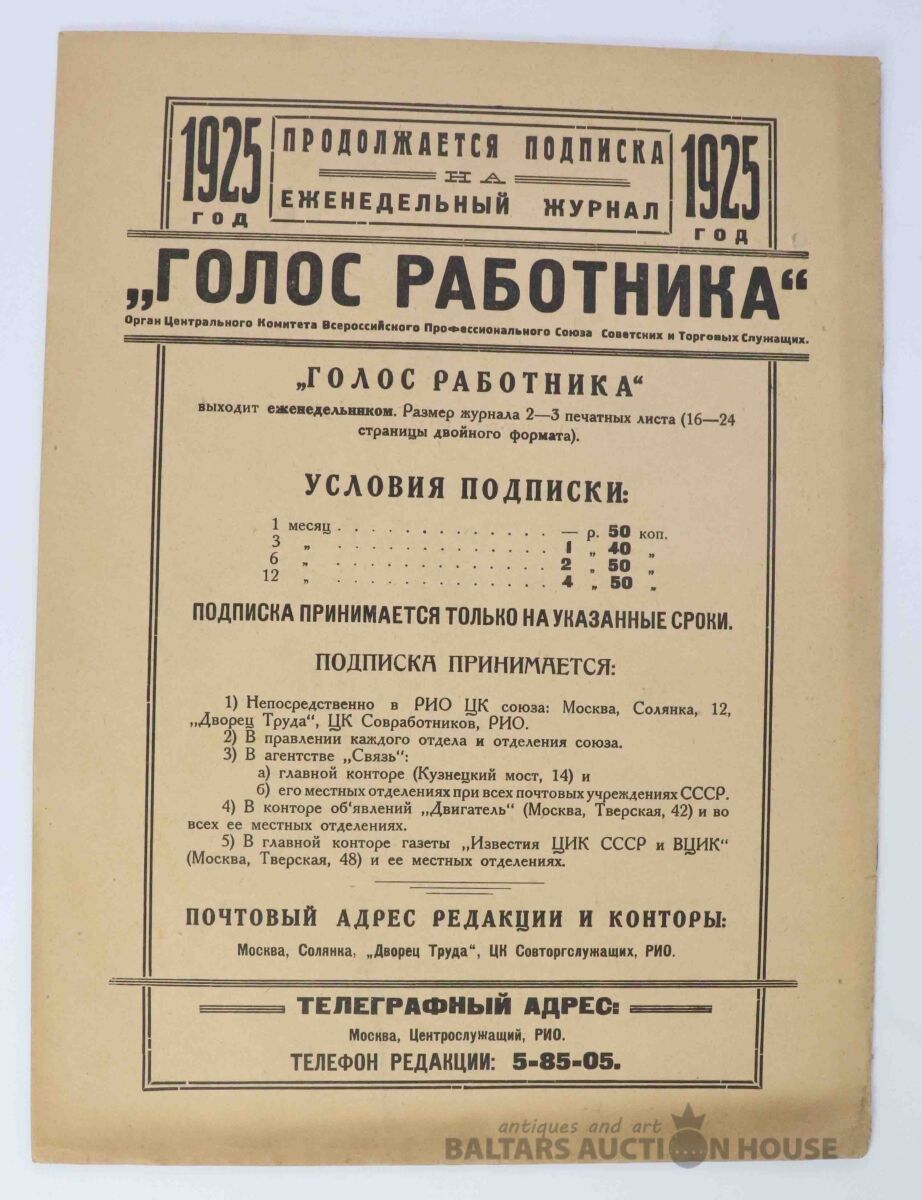 1925 ГОД
ПРОДОЛЖАЕТСЯ ПОДПИСКА
НА
ЕЖЕНЕДЕЛЬНЫЙ ЖУРНАЛ
1925 ГОД
„ГОЛОС РАБОТНИКА“
Орган Центрального Комитета Всероссийского Профессионального Союза Советских и Торговых Служащих.
„ГОЛОС РАБОТНИКА“
выходит еженедельником. Размер журнала 2—3 печатных листа (16—24
страницы двойного формата).
УСЛОВИЯ ПОДПИСКИ:
1 месяц . . . . . . . . . . . . . — р. 50 коп.
3 „ . . . . . . . . . . . . . 1 „ 40 „
6 „ . . . . . . . . . . . . . 2 „ 50 „
12 „ . . . . . . . . . . . . . 4 „ 50 „
ПОДПИСКА ПРИНИМАЕТСЯ ТОЛЬКО НА УКАЗАННЫЕ СРОКИ.
ПОДПИСКА ПРИНИМАЕТСЯ:
1) Непосредственно в РИО ЦК союза: Москва, Солянка, 12,
„Дворец Труда“, ЦК Совработников, РИО.
2) В правлении каждого отдела и отделения союза.
3) В агентстве „Связь“:
а) главной конторе (Кузнецкий мост, 14) и
б) его местных отделениях при всех почтовых учреждениях СССР.
4) В конторе об'явлений „Двигатель“ (Москва, Тверская, 42) и во
всех ее местных отделениях.
5) В главной конторе газеты „Известия ЦИК СССР и ВЦИК“
(Москва, Тверская, 48) и ее местных отделениях.
ПОЧТОВЫЙ АДРЕС РЕДАКЦИИ И КОНТОРЫ:
Москва, Солянка, „Дворец Труда“, ЦК Совторгслужащих, РИО.
ТЕЛЕГРАФНЫЙ АДРЕС:
Москва, Центрослужащий, РИО.
ТЕЛЕФОН РЕДАКЦИИ: 5-85-05.
antiques and art
BALTARS AUCTION HOUSE